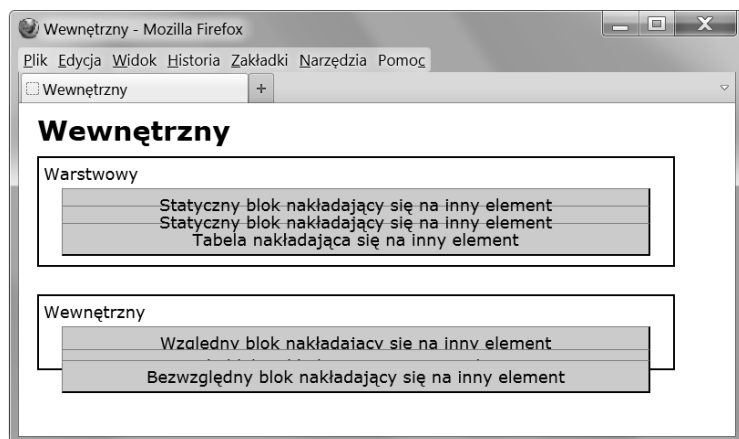 Wewnętrzny - Mozilla Firefox
Plik Edycja Widok Historia Zakładki Narzędzia Pomoc
Wewnętrzny
Wewnętrzny
Warstwowy
Statyczny blok nakładający się na inny element
Statyczny blok nakładający się na inny element
Tabela nakładająca się na inny element
Wewnętrzny
Względny blok nakładający się na inny element
Bezwzględny blok nakładający się na inny element